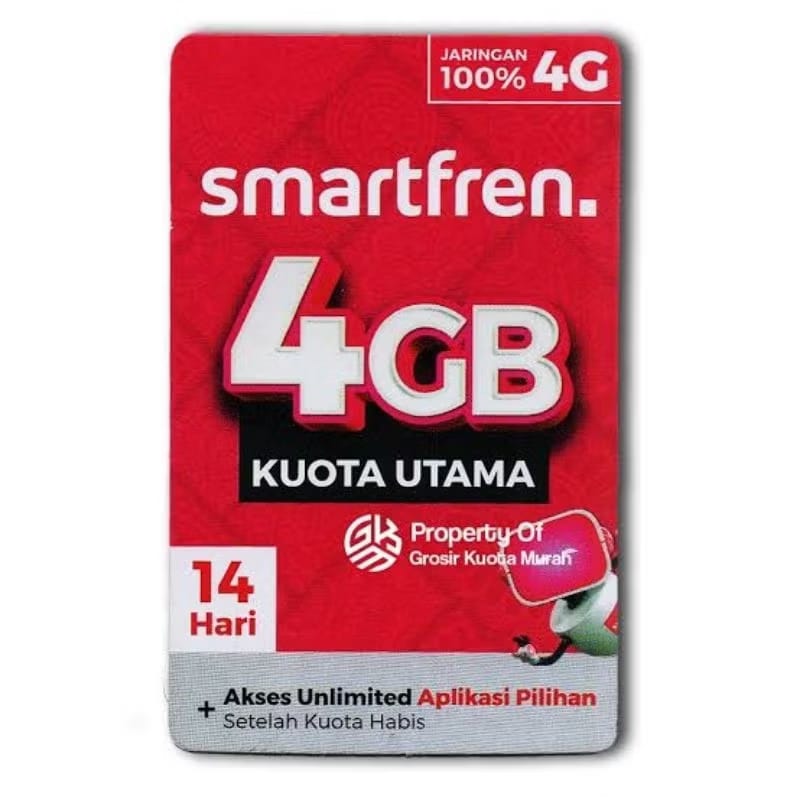 JARINGAN
100% 4G
smartfren.
4GB
KUOTA UTAMA
GKM
Property Of
Grosir Kuota Murah
14
Hari
+ Akses Unlimited Aplikasi Pilihan
Setelah Kuota Habis